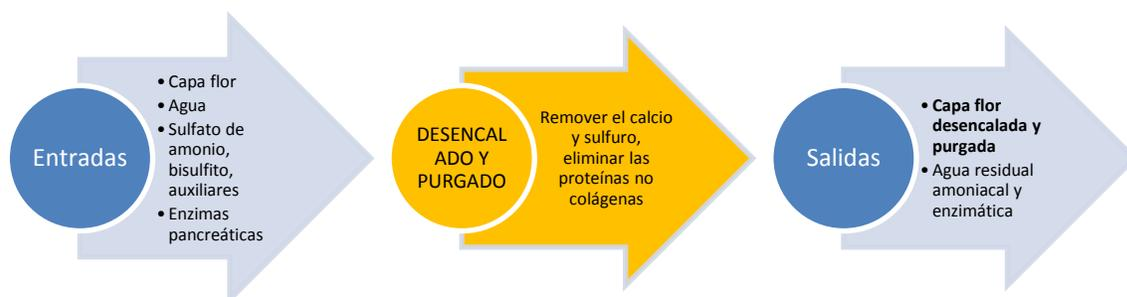 Entradas
• Capa flor
• Agua
• Sulfato de
amonio,
bisulfito,
auxiliares
• Enzimas
pancreáticas
DESENCAL
ADO Y
PURGADO
Remover el calcio
y sulfuro,
eliminar las
proteínas no
colágenas
Salidas
• Capa flor
desencalada y
purgada
• Agua residual
amoniacal y
enzimática